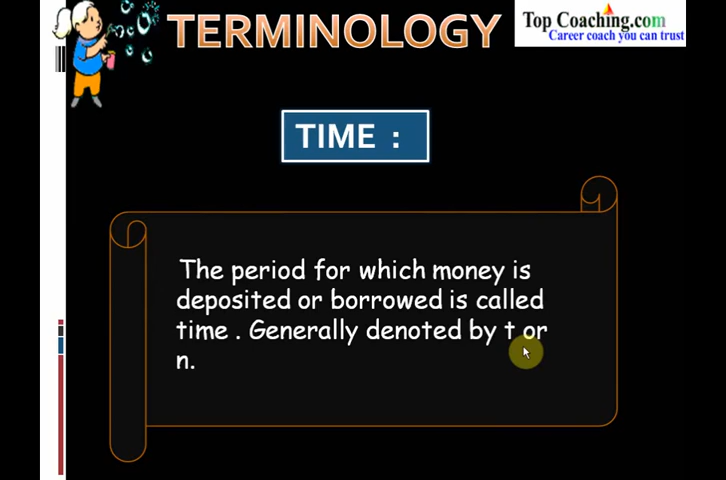 TERMINOLOGY
Top Coaching.com
Career coach you can trust
TIME :
The period for which money is
deposited or borrowed is called
time . Generally denoted by t or
n.